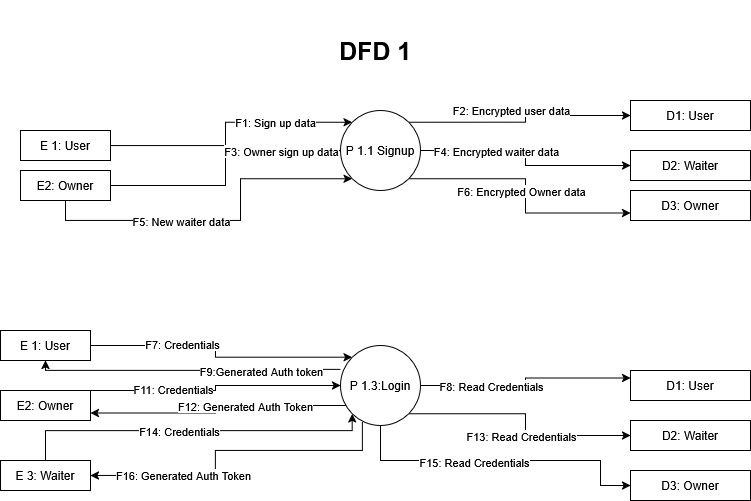 DFD 1
F2: Encrypted user data
D1: User
F1: Sign up data
E 1: User
F3: Owner sign up data
P 1.1 Signup
F4: Encrypted waiter data
D2: Waiter
E2: Owner
F6: Encrypted Owner data
D3: Owner
F5: New waiter data
E 1: User
F7: Credentials
F9:Generated Auth token
F11: Credentials
P 1.3:Login
F8: Read Credentials
D1: User
E2: Owner
F12: Generated Auth Token
F14: Credentials
F13: Read Credentials
D2: Waiter
F15: Read Credentials
E 3: Waiter
F16: Generated Auth Token
D3: Owner